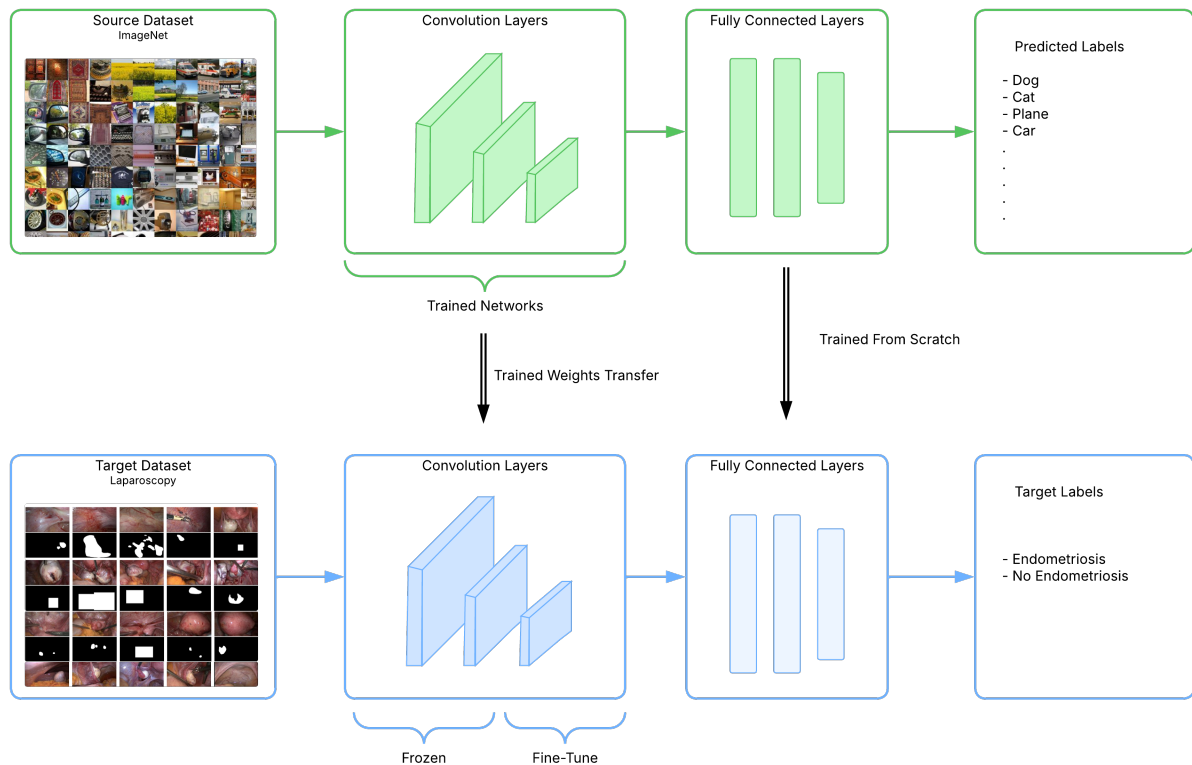 Source Dataset
ImageNet
Convolution Layers
Fully Connected Layers
Predicted Labels
- Dog
- Cat
- Plane
- Car
.
.
.
.
.
Trained Networks
Trained Weights Transfer
Trained From Scratch
Target Dataset
Laparoscopy
Convolution Layers
Fully Connected Layers
Target Labels
- Endometriosis
- No Endometriosis
Frozen
Fine-Tune